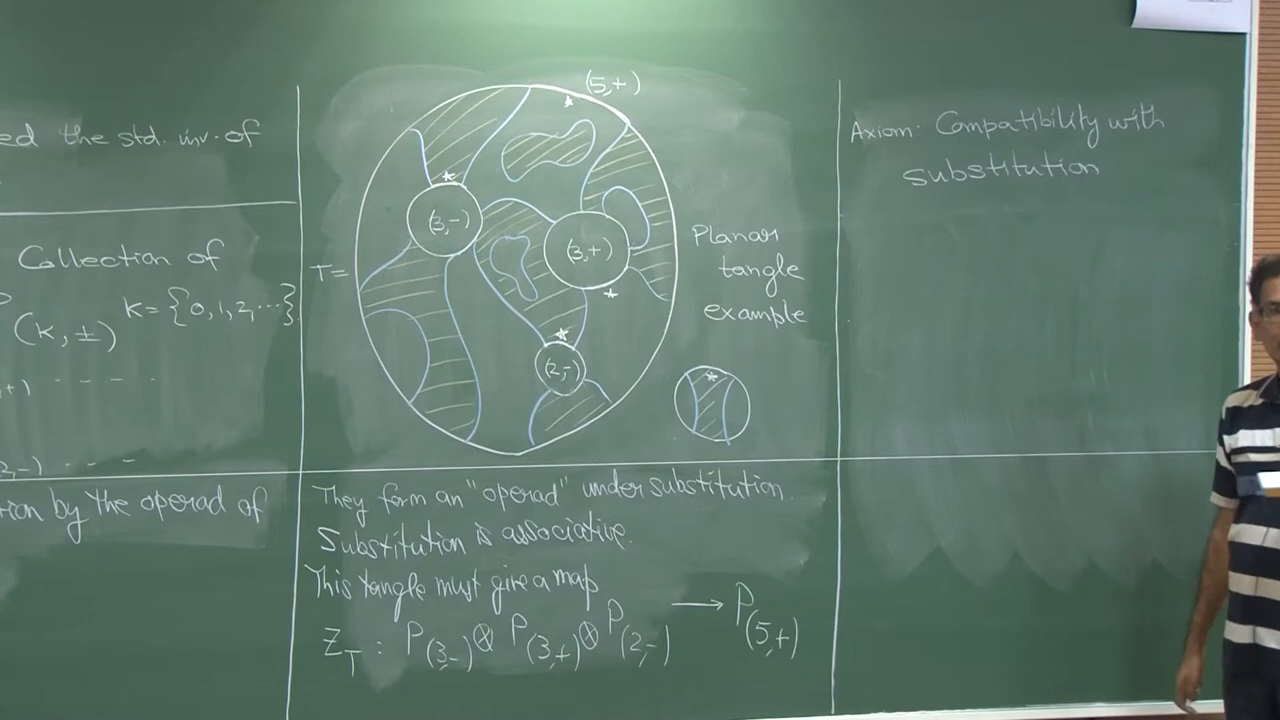 ed the std. inv. of
Collection of
(K, ±) K = {0,1,2,...}.
,+) - - - -
2,-) - - -
by the operad of
(5,+)
*
*
(3,-)
(3,+)
T =
*
*
(2,-)
Planar
tangle
example
*
They form an "operad" under substitution.
Substitution is associative.
This tangle must give a map
Z_T : P_(3,-) ⊗ P_(3,+) ⊗ P_(2,-) → P_(5,+)
Axiom: Compatibility with
substitution